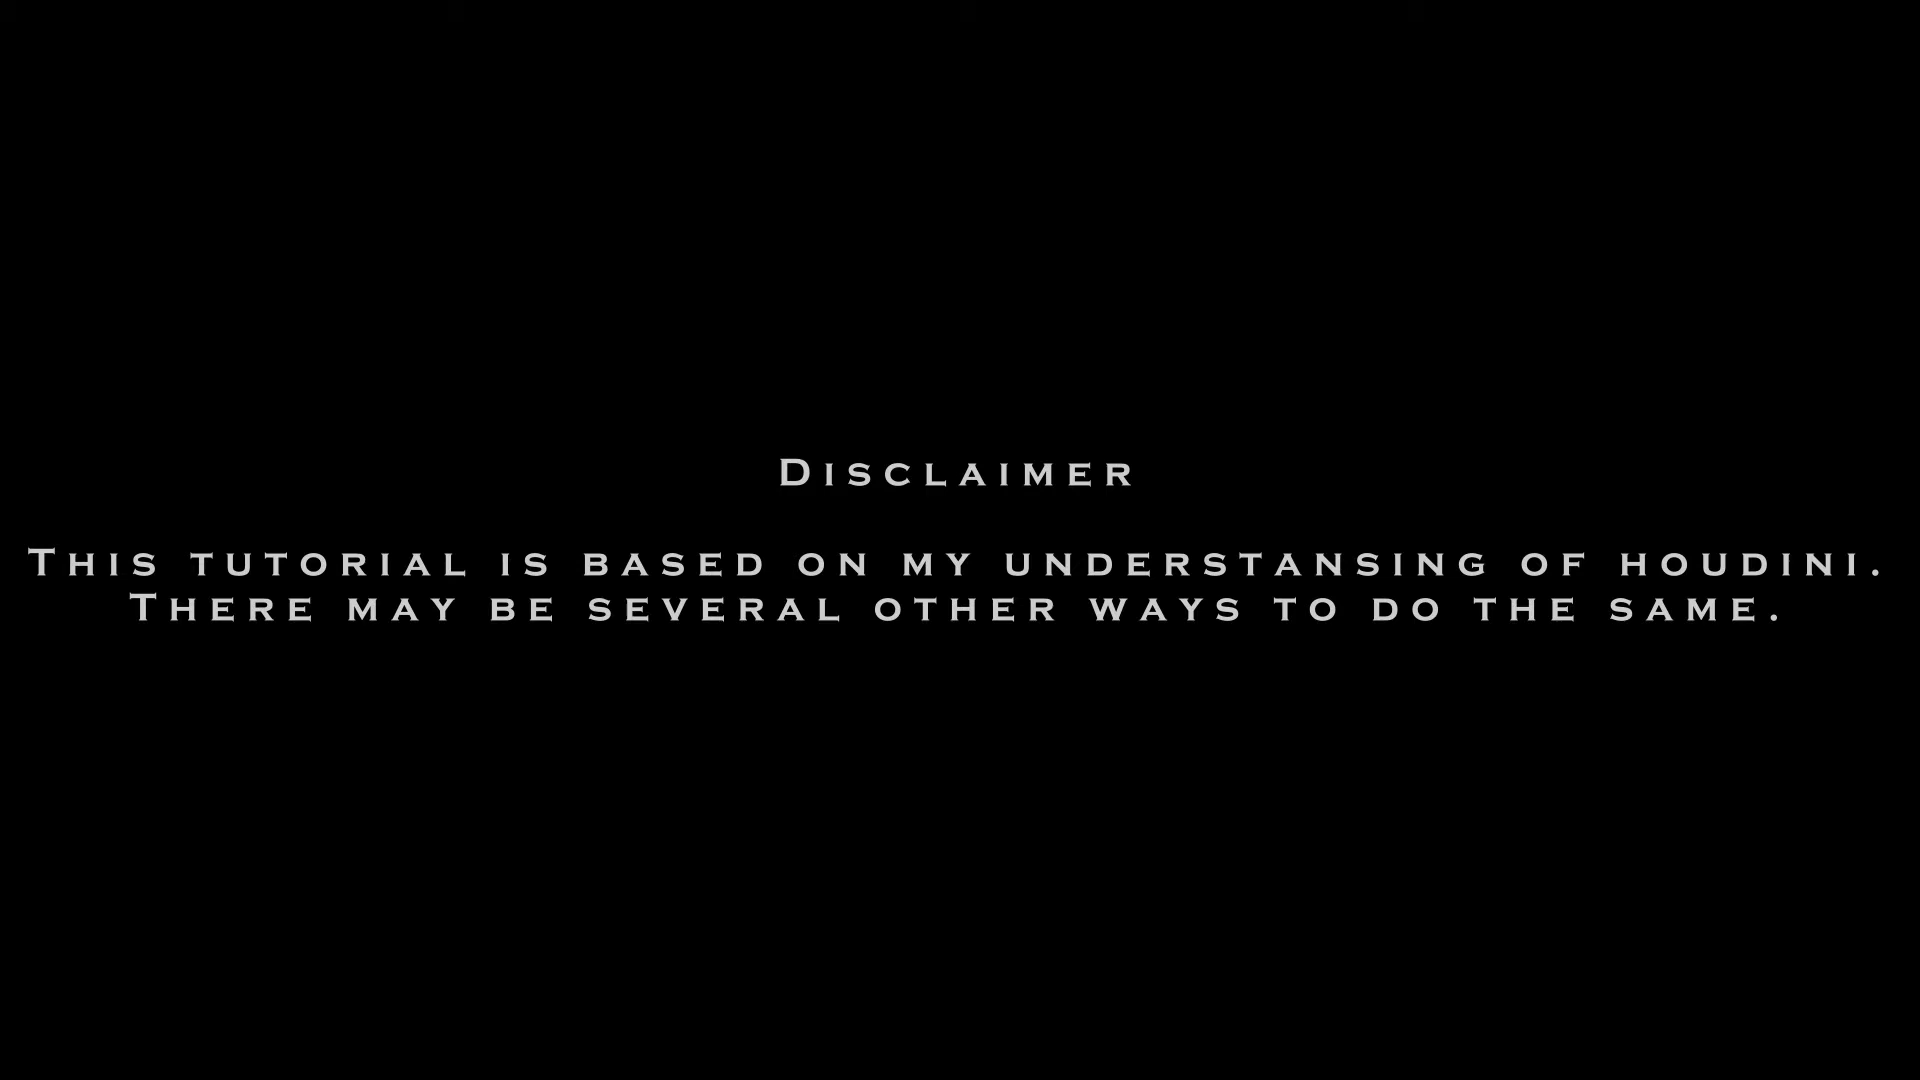 Disclaimer
This tutorial is based on my understansing of houdini.
There may be several other ways to do the same.